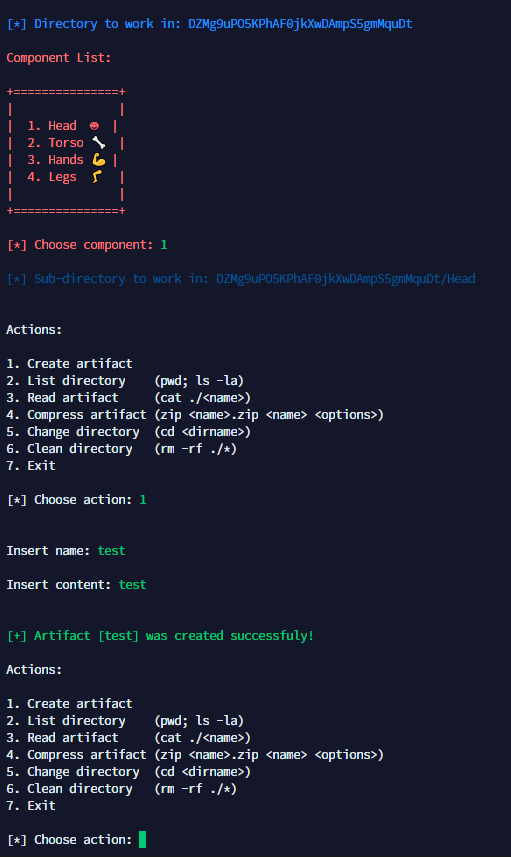 [*] Directory to work in: DZMg9uPO5KPhAF0jkXwDAmpS5gmMquDt
Component List:
+===============+
|               |
|  1. Head  ☻  |
|  2. Torso 🦴  |
|  3. Hands 💪 |
|  4. Legs  🦵  |
|               |
+===============+
[*] Choose component: 1
[*] Sub-directory to work in: DZMg9uPO5KPhAF0jkXwDAmpS5gmMquDt/Head
Actions:
1. Create artifact
2. List directory    (pwd; ls -la)
3. Read artifact     (cat ./<name>)
4. Compress artifact (zip <name>.zip <name> <options>)
5. Change directory  (cd <dirname>)
6. Clean directory   (rm -rf ./*)
7. Exit
[*] Choose action: 1
Insert name: test
Insert content: test
[+] Artifact [test] was created successfuly!
Actions:
1. Create artifact
2. List directory    (pwd; ls -la)
3. Read artifact     (cat ./<name>)
4. Compress artifact (zip <name>.zip <name> <options>)
5. Change directory  (cd <dirname>)
6. Clean directory   (rm -rf ./*)
7. Exit
[*] Choose action: